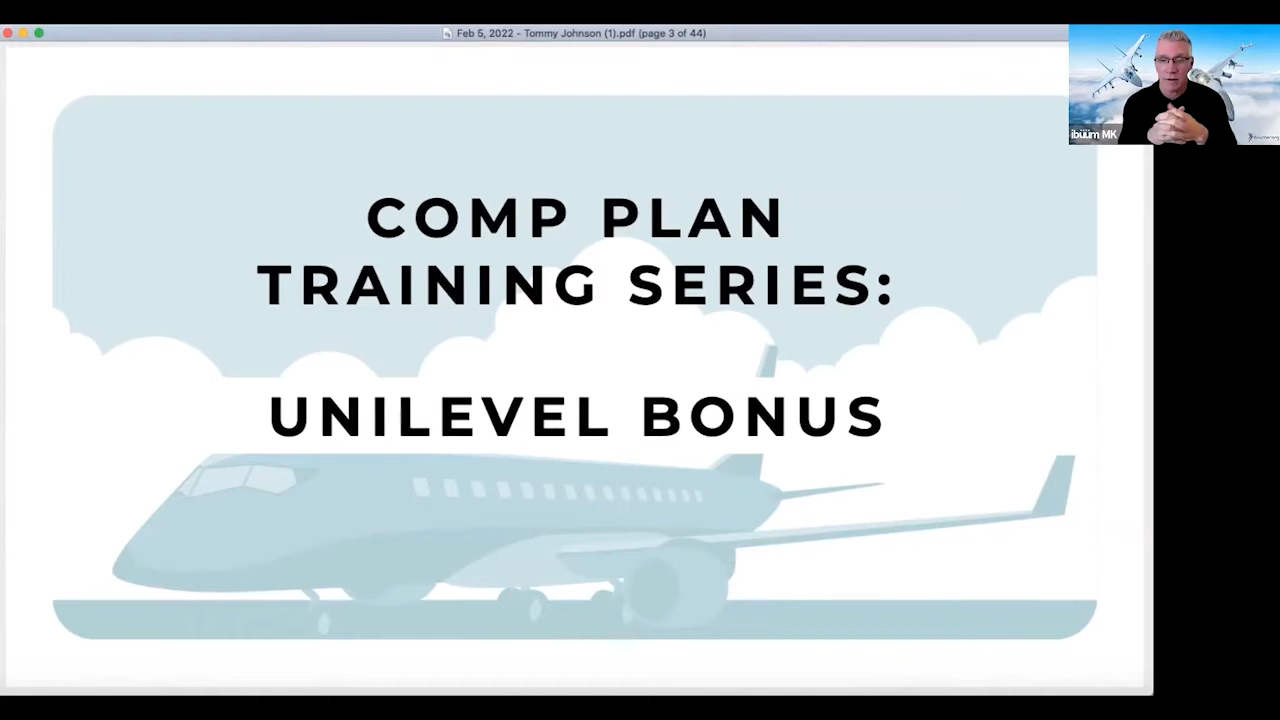 Feb 5, 2022 - Tommy Johnson (1).pdf (page 3 of 44)
COMP PLAN
TRAINING SERIES:
UNILEVEL BONUS
ibüüm MK